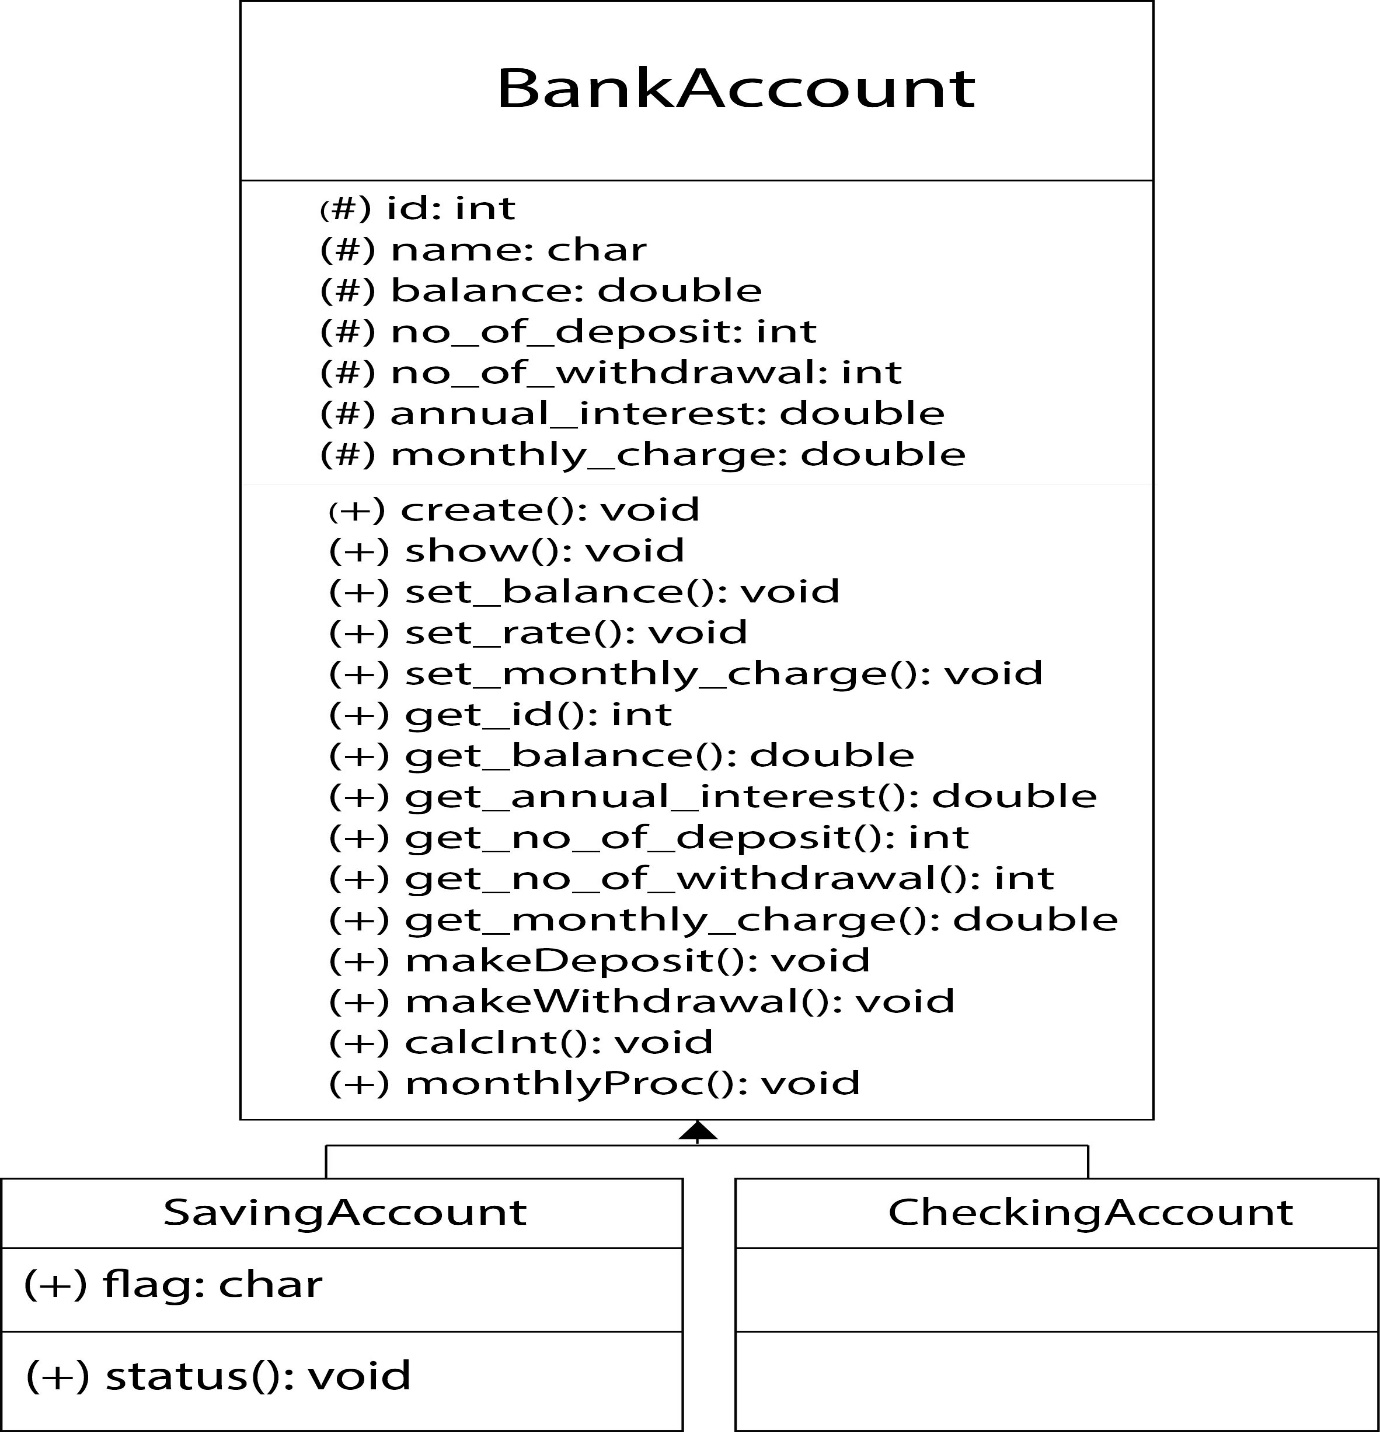 BankAccount
(#) id: int
(#) name: char
(#) balance: double
(#) no_of_deposit: int
(#) no_of_withdrawal: int
(#) annual_interest: double
(#) monthly_charge: double
(+) create(): void
(+) show(): void
(+) set_balance(): void
(+) set_rate(): void
(+) set_monthly_charge(): void
(+) get_id(): int
(+) get_balance(): double
(+) get_annual_interest(): double
(+) get_no_of_deposit(): int
(+) get_no_of_withdrawal(): int
(+) get_monthly_charge(): double
(+) makeDeposit(): void
(+) makeWithdrawal(): void
(+) calcInt(): void
(+) monthlyProc(): void
SavingAccount
(+) flag: char
(+) status(): void
CheckingAccount